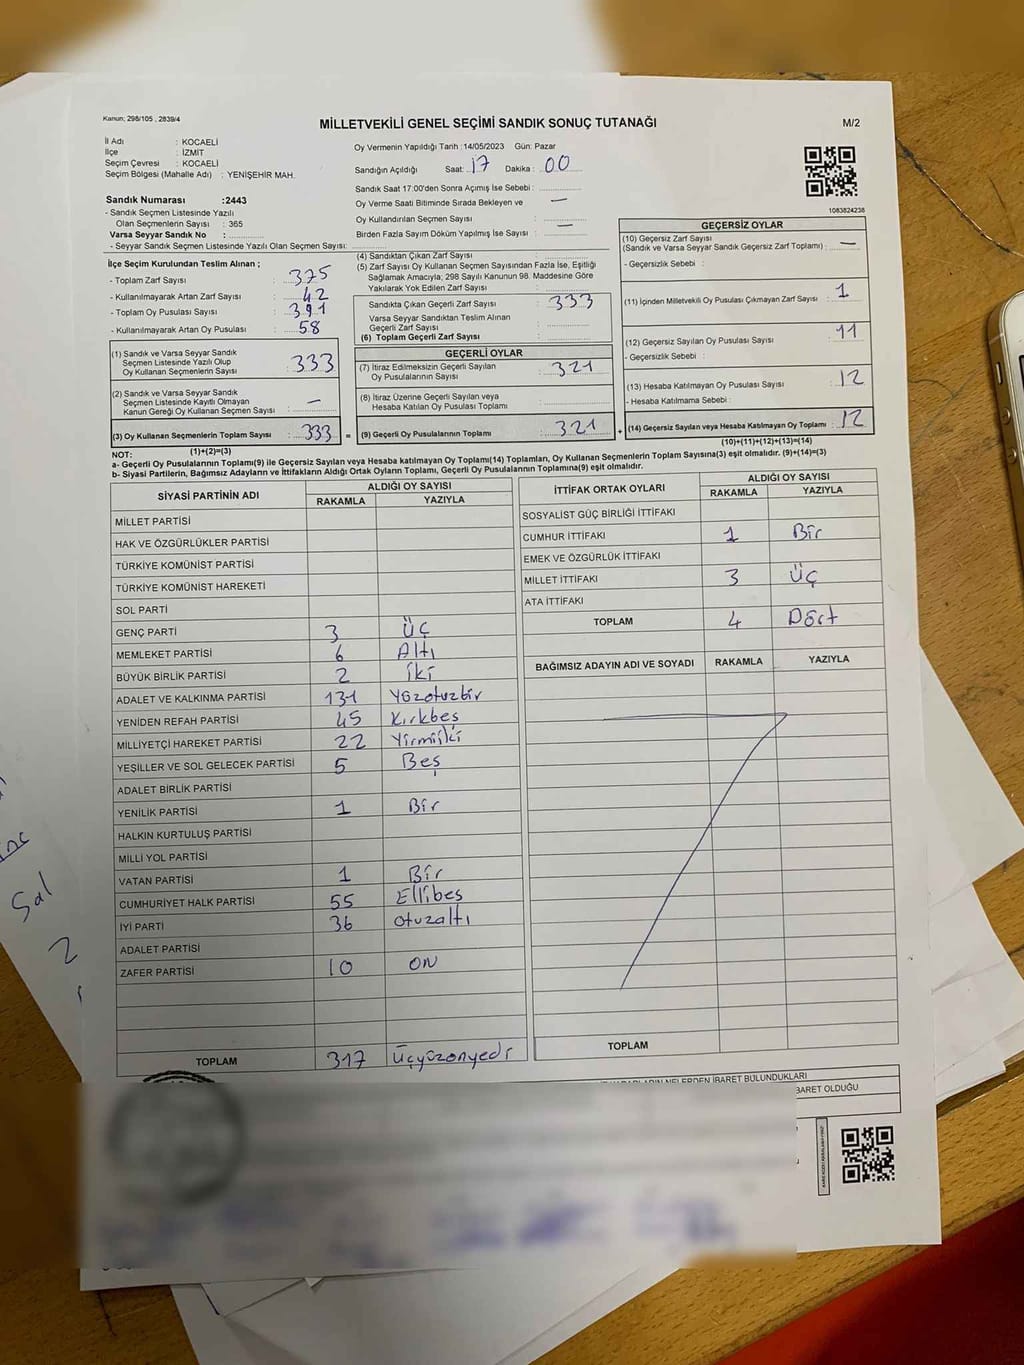 Kanun; 298/105 , 2839/4
MİLLETVEKİLİ GENEL SEÇİMİ SANDIK SONUÇ TUTANAĞI
M/2
İl Adı : KOCAELİ
İlçe : İZMİT
Seçim Çevresi : KOCAELİ
Seçim Bölgesi (Mahalle Adı) : YENİŞEHİR MAH.
Sandık Numarası :2443
- Sandık Seçmen Listesinde Yazılı
Olan Seçmenlerin Sayısı : 365
Varsa Seyyar Sandık No :
- Seyyar Sandık Seçmen Listesinde Yazılı Olan Seçmen Sayısı:
Oy Vermenin Yapıldığı Tarih :14/05/2023 Gün: Pazar
Sandığın Açıldığı Saat: 17 Dakika : 00
Sandık Saat 17:00'den Sonra Açımış İse Sebebi :
Oy Verme Saati Bitiminde Sırada Bekleyen ve —
Oy Kullandırılan Seçmen Sayısı :
Birden Fazla Sayım Döküm Yapılmış İse Sayısı : —
1083824238
İlçe Seçim Kurulundan Teslim Alınan ;
- Toplam Zarf Sayısı : 375
- Kullanılmayarak Artan Zarf Sayısı : 42
- Toplam Oy Pusulası Sayısı : 391
- Kullanılmayarak Artan Oy Pusulası : 58
(1) Sandık ve Varsa Seyyar Sandık
Seçmen Listesinde Yazılı Olup
Oy Kullanan Seçmenlerin Sayısı : 333
(2) Sandık ve Varsa Seyyar Sandık
Seçmen Listesinde Kayıtlı Olmayan
Kanun Gereği Oy Kullanan Seçmen Sayısı : —
(3) Oy Kullanan Seçmenlerin Toplam Sayısı : 333 =
(1)+(2)=(3)
(4) Sandıktan Çıkan Zarf Sayısı :
(5) Zarf Sayısı Oy Kullanan Seçmen Sayısından Fazla İse, Eşitliği
Sağlamak Amacıyla; 298 Sayılı Kanunun 98. Maddesine Göre
Yakılarak Yok Edilen Zarf Sayısı :
Sandıkta Çıkan Geçerli Zarf Sayısı : 333
Varsa Seyyar Sandıktan Teslim Alınan
Geçerli Zarf Sayısı :
(6) Toplam Geçerli Zarf Sayısı :
GEÇERLİ OYLAR
(7) İtiraz Edilmeksizin Geçerli Sayılan
Oy Pusulalarının Sayısı : 321
(8) İtiraz Üzerine Geçerli Sayılan veya
Hesaba Katılan Oy Pusulası Toplamı :
(9) Geçerli Oy Pusulalarının Toplamı : 321 +
GEÇERSİZ OYLAR
(10) Geçersiz Zarf Sayısı
(Sandık ve Varsa Seyyar Sandık Geçersiz Zarf Toplamı) : —
- Geçersizlik Sebebi :
(11) İçinden Milletvekili Oy Pusulası Çıkmayan Zarf Sayısı : 1
(12) Geçersiz Sayılan Oy Pusulası Sayısı : 11
- Geçersizlik Sebebi :
(13) Hesaba Katılmayan Oy Pusulası Sayısı : 12
- Hesaba Katılmama Sebebi :
(14) Geçersiz Sayılan veya Hesaba Katılmayan Oy Toplamı : 12
(10)+(11)+(12)+(13)=(14)
NOT:
a- Geçerli Oy Pusulalarının Toplamı(9) ile Geçersiz Sayılan veya Hesaba Katılmayan Oy Toplamı(14) Toplamları, Oy Kullanan Seçmenlerin Toplam Sayısına(3) eşit olmalıdır. (9)+(14)=(3)
b- Siyasi Partilerin, Bağımsız Adayların ve İttifakların Aldığı Ortak Oyların Toplamı, Geçerli Oy Pusulalarının Toplamına(9) eşit olmalıdır.
SİYASİ PARTİNİN ADI
ALDIĞI OY SAYISI
RAKAMLA YAZIYLA
MİLLET PARTİSİ
HAK VE ÖZGÜRLÜKLER PARTİSİ
TÜRKİYE KOMÜNİST PARTİSİ
TÜRKİYE KOMÜNİST HAREKETİ
SOL PARTİ
GENÇ PARTİ 3 Üç
MEMLEKET PARTİSİ 6 Altı
BÜYÜK BİRLİK PARTİSİ 2 İki
ADALET VE KALKINMA PARTİSİ 131 Yüzotuzbir
YENİDEN REFAH PARTİSİ 45 Kırkbeş
MİLLİYETÇİ HAREKET PARTİSİ 22 Yirmiiki
YEŞİLLER VE SOL GELECEK PARTİSİ 5 Beş
ADALET BİRLİK PARTİSİ
YENİLİK PARTİSİ 1 Bir
HALKIN KURTULUŞ PARTİSİ
MİLLİ YOL PARTİSİ
VATAN PARTİSİ 1 Bir
CUMHURİYET HALK PARTİSİ 55 Ellibeş
İYİ PARTİ 36 otuzaltı
ADALET PARTİSİ
ZAFER PARTİSİ 10 ON
TOPLAM 317 Üçyüzonyedi
İTTİFAK ORTAK OYLARI
ALDIĞI OY SAYISI
RAKAMLA YAZIYLA
SOSYALİST GÜÇ BİRLİĞİ İTTİFAKI
CUMHUR İTTİFAKI 1 Bir
EMEK VE ÖZGÜRLÜK İTTİFAKI
MİLLET İTTİFAKI 3 Üç
ATA İTTİFAKI
TOPLAM 4 Dört
BAĞIMSIZ ADAYIN ADI VE SOYADI RAKAMLA YAZIYLA
TOPLAM
NELERDEN İBARET BULUNDUKLARI
BARET OLDUĞU
Sal
2